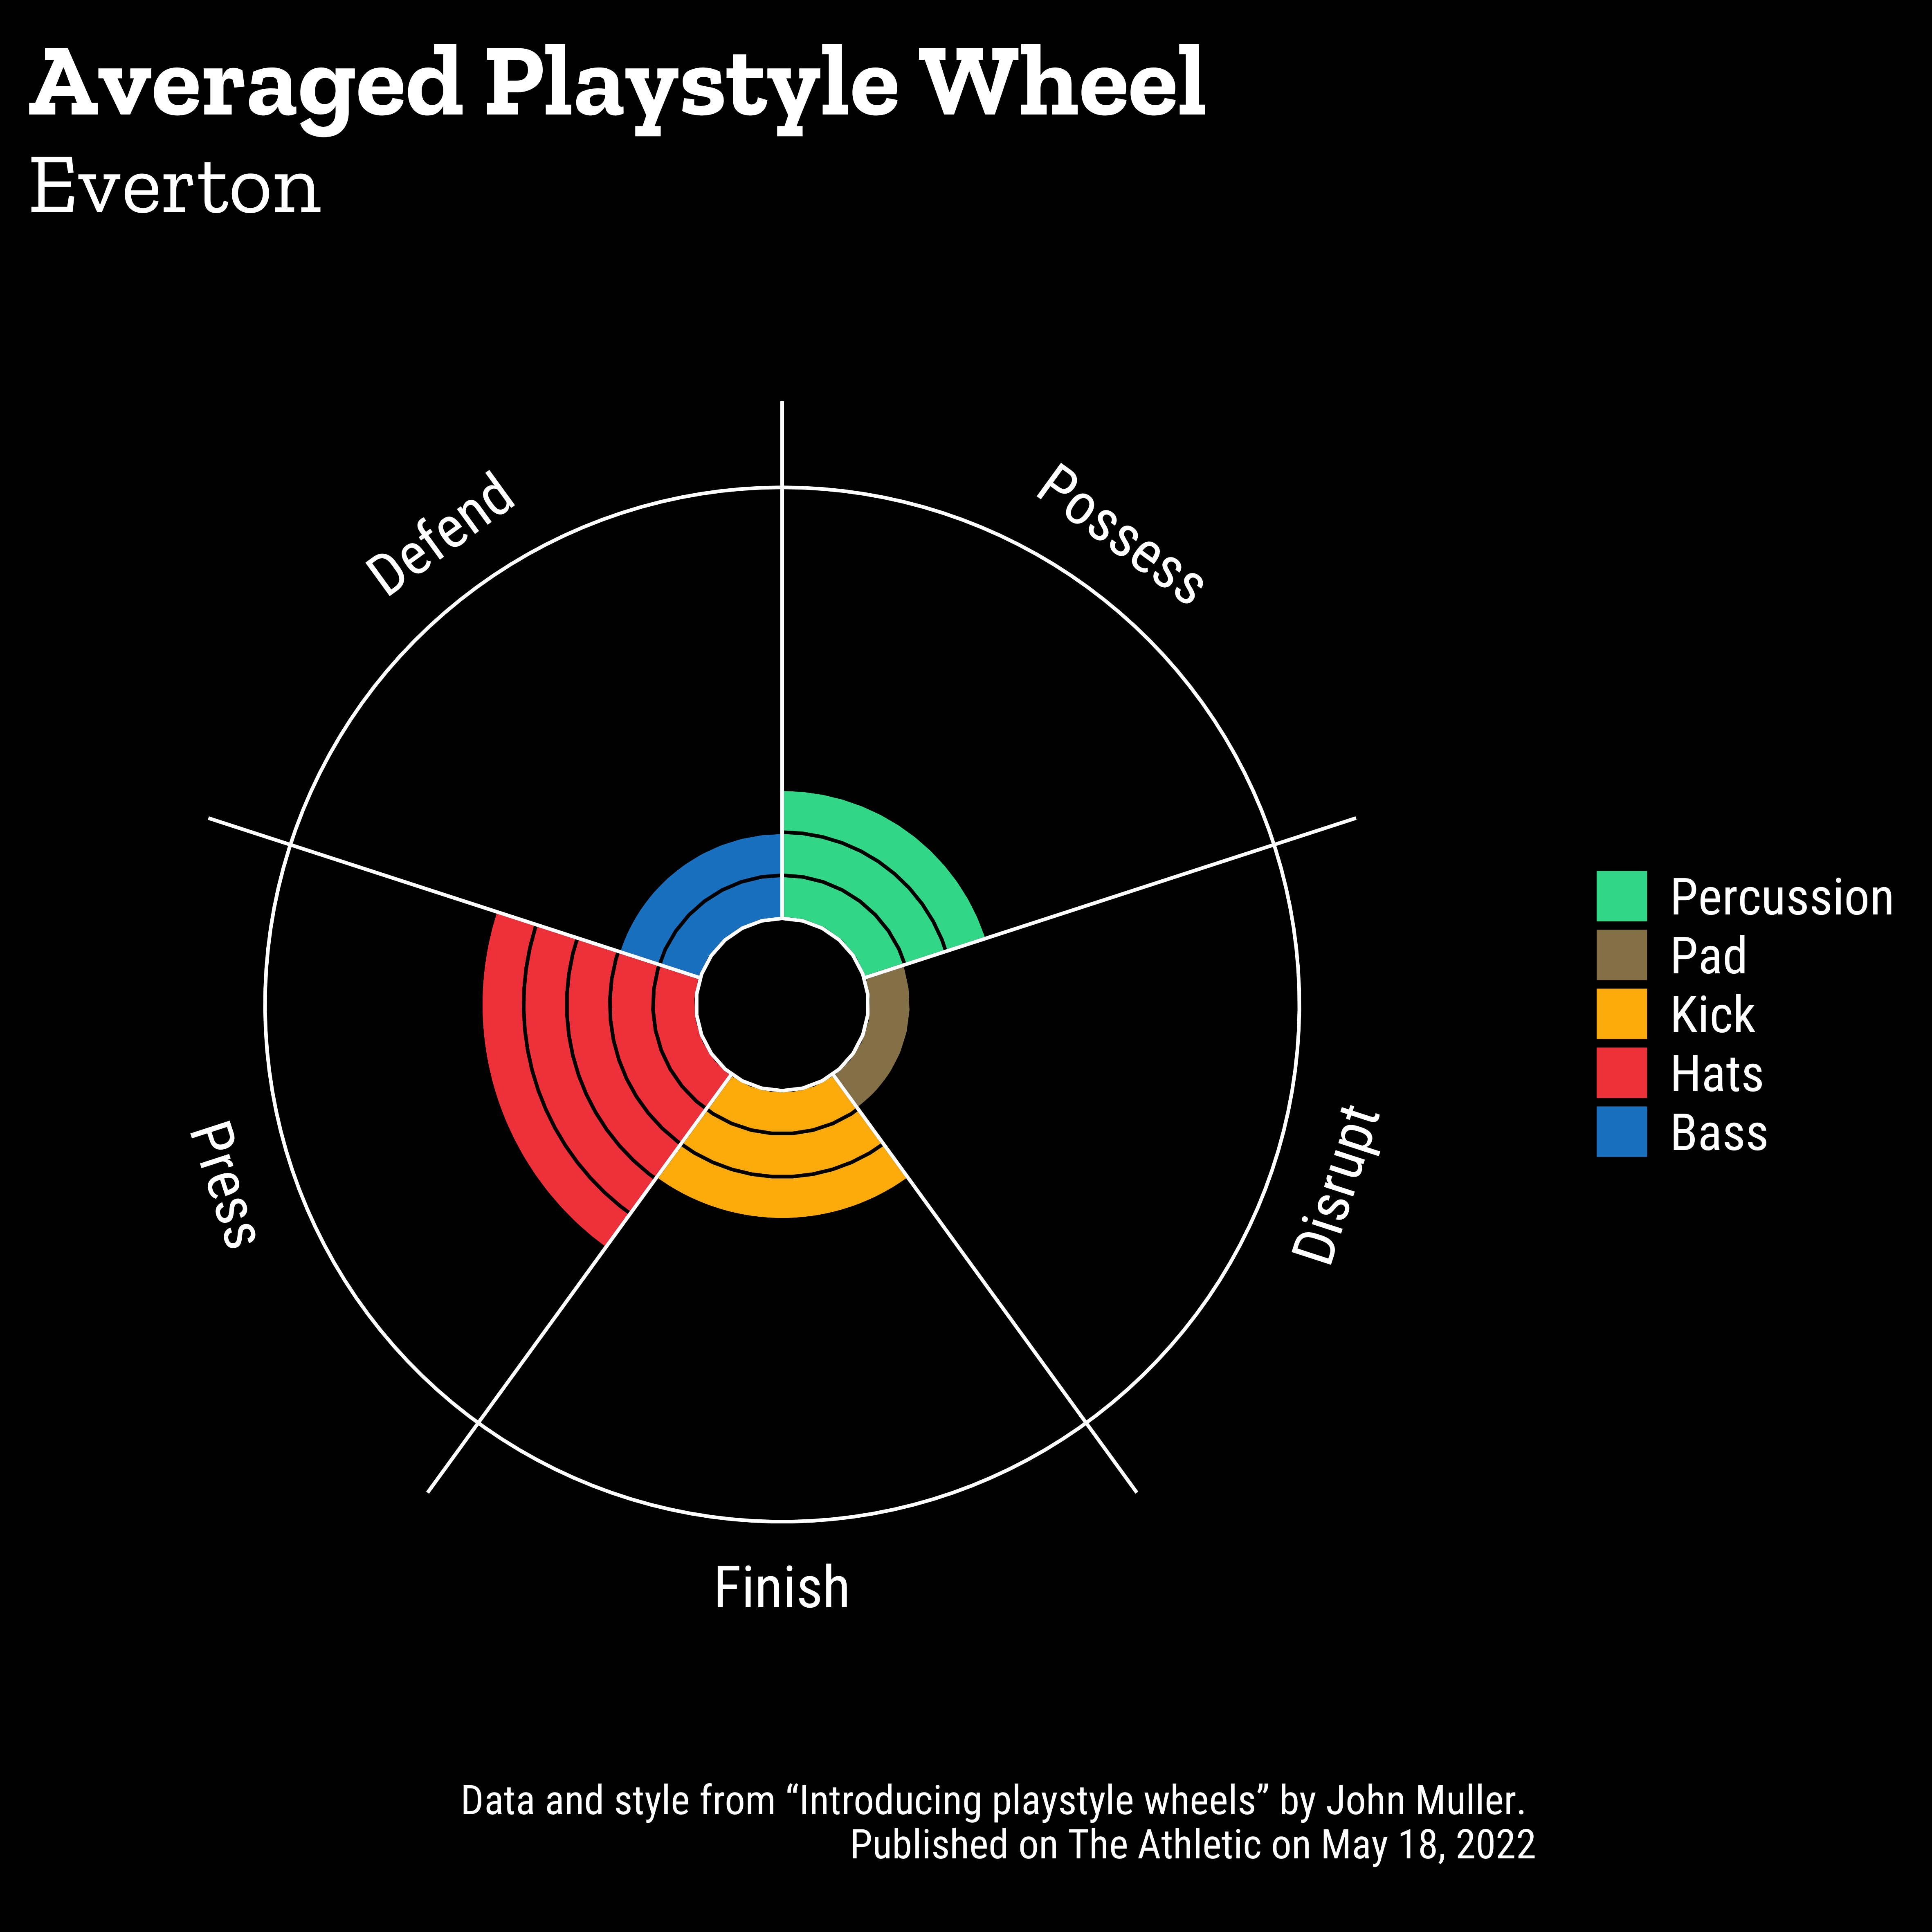 Averaged Playstyle Wheel
Everton
Defend
Possess
Press
Disrupt
Finish
Percussion
Pad
Kick
Hats
Bass
Data and style from “Introducing playstyle wheels” by John Muller.
Published on The Athletic on May 18, 2022